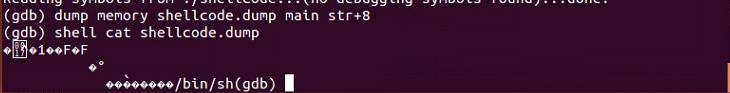 Reading symbols from ./shellcode...(no debugging symbols found)...done.
(gdb) dump memory shellcode.dump main str+8
(gdb) shell cat shellcode.dump
�1��F�F
�°
���̀������/bin/sh(gdb)